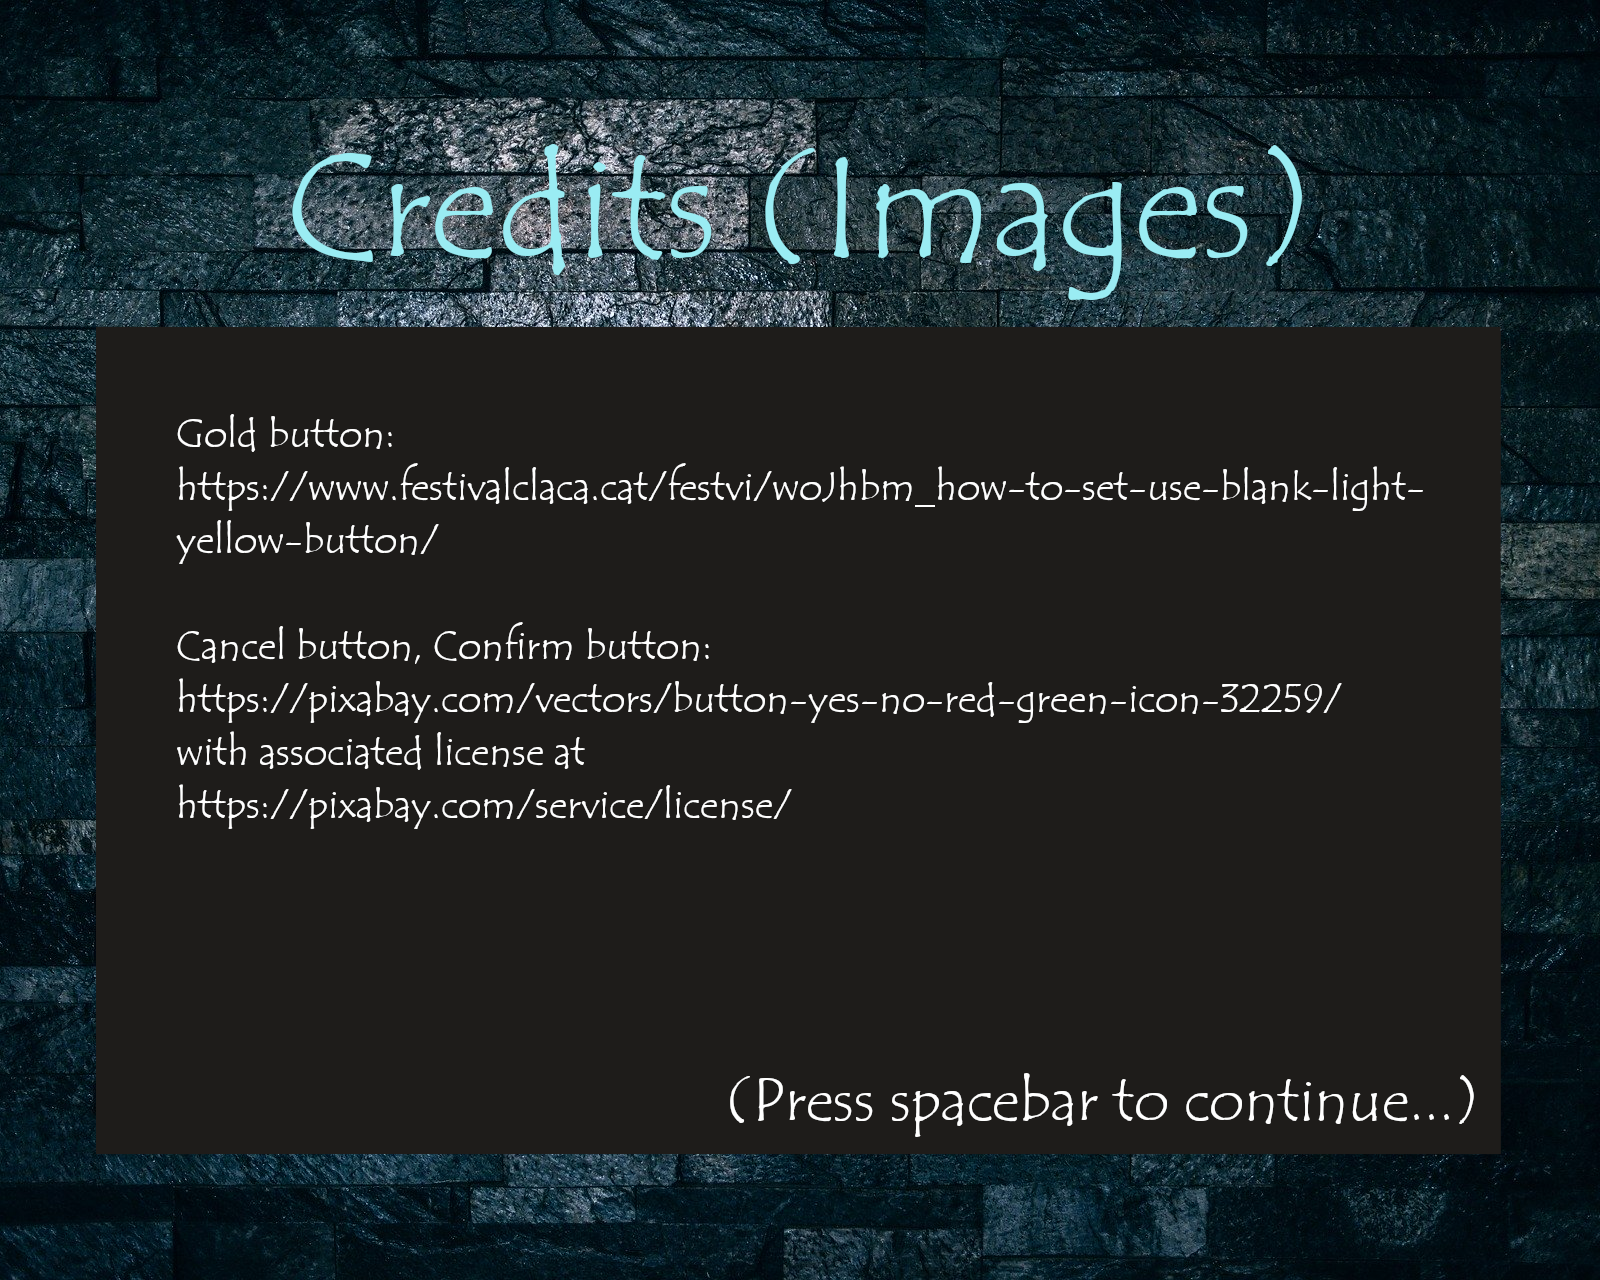 Credits (Images)
Gold button:
https://www.festivalclaca.cat/festvi/woJhbm_how-to-set-use-blank-light-
yellow-button/
Cancel button, Confirm button:
https://pixabay.com/vectors/button-yes-no-red-green-icon-32259/
with associated license at
https://pixabay.com/service/license/
(Press spacebar to continue...)